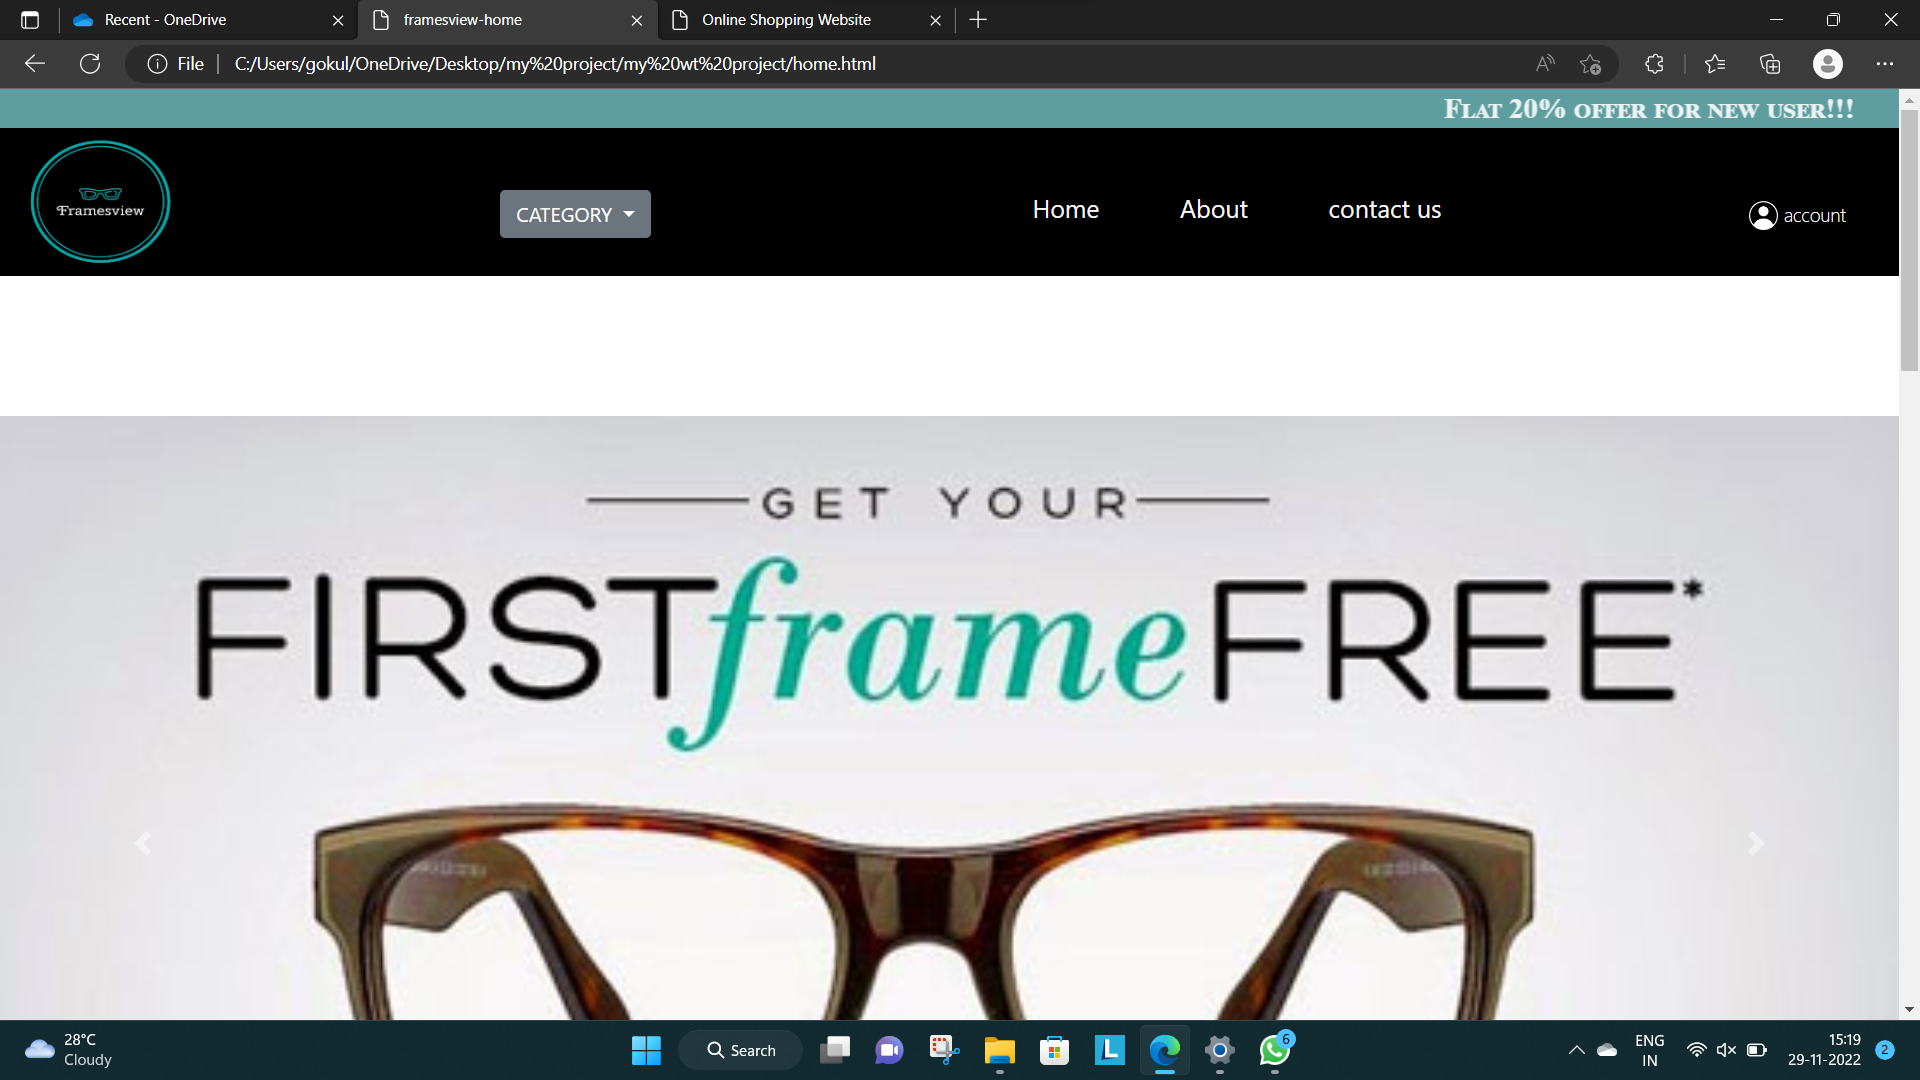 Recent - OneDrive
framesview-home
Online Shopping Website
File
C:/Users/gokul/OneDrive/Desktop/my%20project/my%20wt%20project/home.html
Flat 20% offer for new user!!!
Framesview
CATEGORY
Home
About
contact us
account
GET YOUR
FIRST frame FREE*
28°C
Cloudy
Search
L
6
ENG
IN
15:19
29-11-2022
2